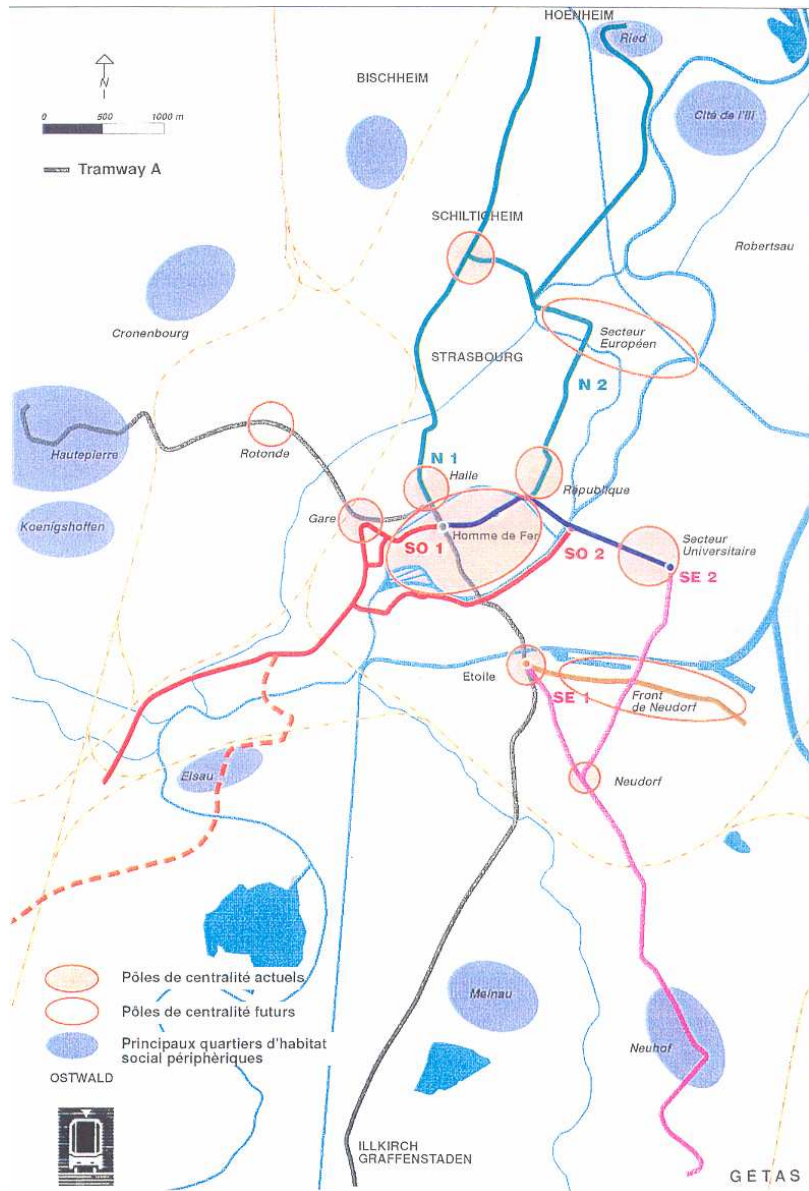 HOENHEIM
Ried
N
BISCHHEIM
0 500 1000 m
Cité de l'Ill
Tramway A
SCHILTIGHEIM
Robertsau
Cronenbourg
Secteur
Européen
STRASBOURG
N 2
Hautepierre
Rotonde
N 1
Halle
République
Koenigshoffen
Gare
SO 1
Homme de Fer
SO 2
Secteur
Universitaire
SE 2
Etoile
SE 1
Front
de Neudorf
Elsau
Neudorf
Pôles de centralité actuels
Pôles de centralité futurs
Meinau
Principaux quartiers d'habitat
social périphèriques
Neuhof
OSTWALD
ILLKIRCH
GRAFFENSTADEN
GETAS